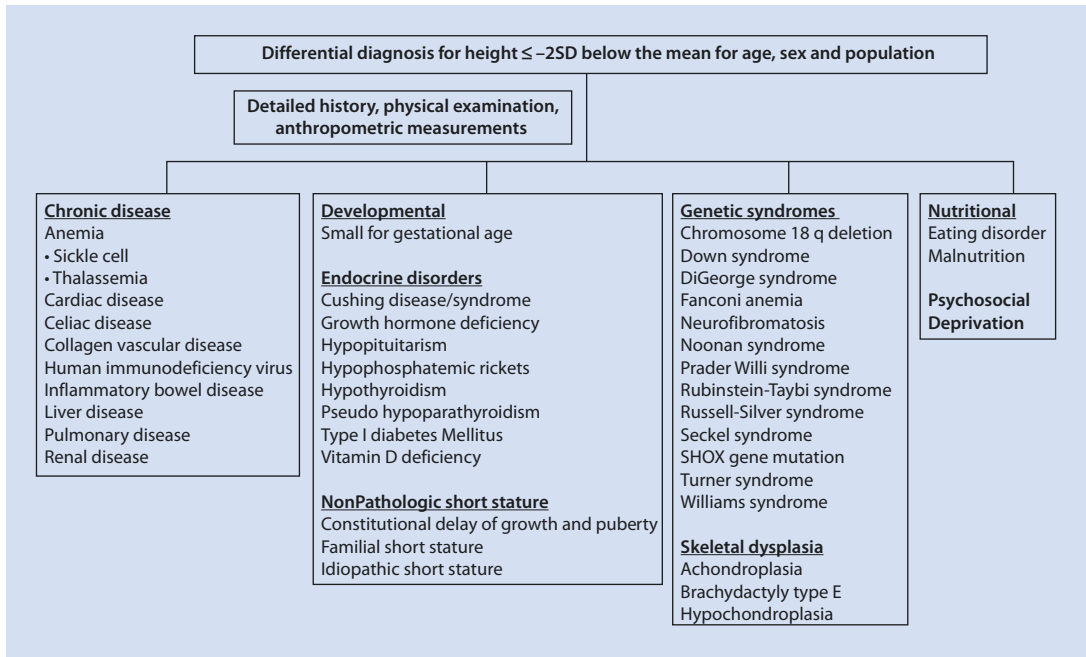 Differential diagnosis for height ≤ –2SD below the mean for age, sex and population
Detailed history, physical examination,
anthropometric measurements
Chronic disease
Anemia
• Sickle cell
• Thalassemia
Cardiac disease
Celiac disease
Collagen vascular disease
Human immunodeficiency virus
Inflammatory bowel disease
Liver disease
Pulmonary disease
Renal disease
Developmental
Small for gestational age
Endocrine disorders
Cushing disease/syndrome
Growth hormone deficiency
Hypopituitarism
Hypophosphatemic rickets
Hypothyroidism
Pseudo hypoparathyroidism
Type I diabetes Mellitus
Vitamin D deficiency
NonPathologic short stature
Constitutional delay of growth and puberty
Familial short stature
Idiopathic short stature
Genetic syndromes
Chromosome 18 q deletion
Down syndrome
DiGeorge syndrome
Fanconi anemia
Neurofibromatosis
Noonan syndrome
Prader Willi syndrome
Rubinstein-Taybi syndrome
Russell-Silver syndrome
Seckel syndrome
SHOX gene mutation
Turner syndrome
Williams syndrome
Skeletal dysplasia
Achondroplasia
Brachydactyly type E
Hypochondroplasia
Nutritional
Eating disorder
Malnutrition
Psychosocial
Deprivation